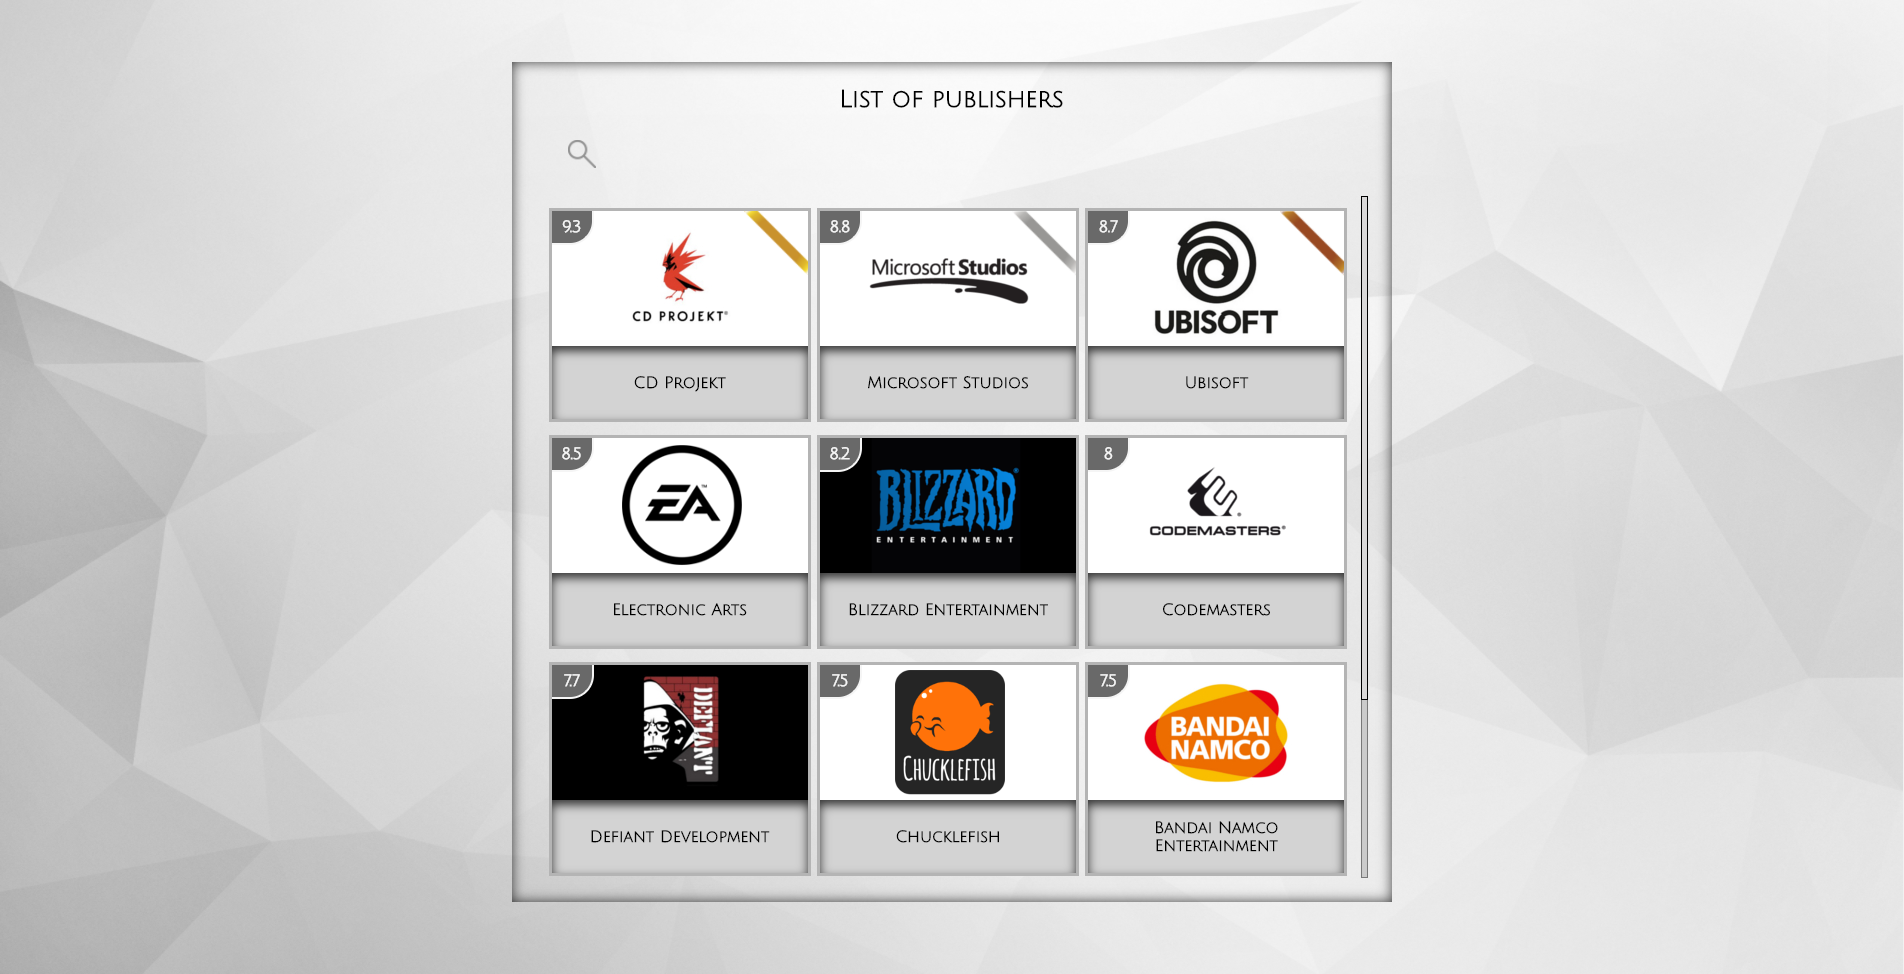 List of publishers
9.3
CD PROJEKT®
CD Projekt
8.8
Microsoft Studios
Microsoft Studios
8.7
UBISOFT
Ubisoft
8.5
EA™
Electronic Arts
8.2
BLIZZARD®
ENTERTAINMENT
Blizzard Entertainment
8
CODEMASTERS®
Codemasters
7.7
DEFIANT
Defiant Development
7.5
CHUCKLEFISH
Chucklefish
7.5
BANDAI
NAMCO
Bandai Namco
Entertainment